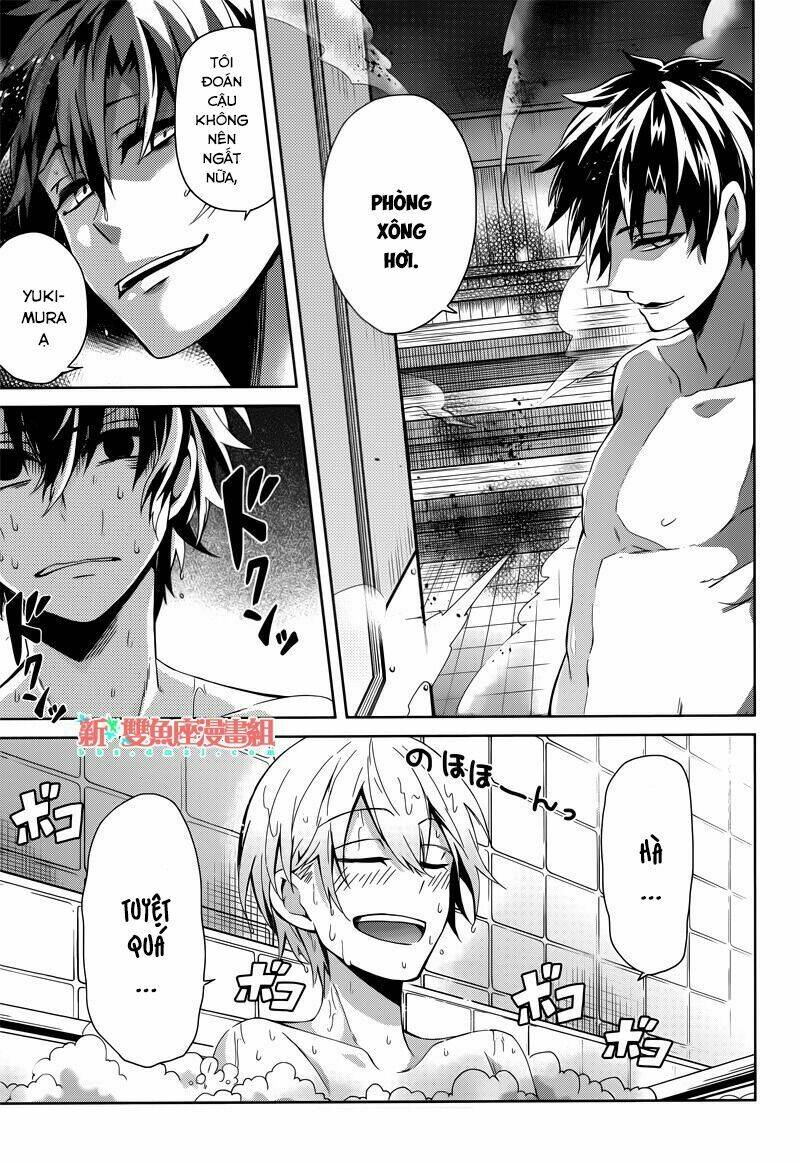 PHÒNG
XÔNG
HƠI.
TÔI
ĐOÁN
CẬU
KHÔNG
NÊN
NGẤT
NỮA,
YUKI-
MURA
Ạ
ドクンッ
ドクンッ
新雙魚座漫畫組
のほほーんっ
HÀ
...
TUYỆT
QUÁ
...
ボコ
ボコ
ボコ
ボコ